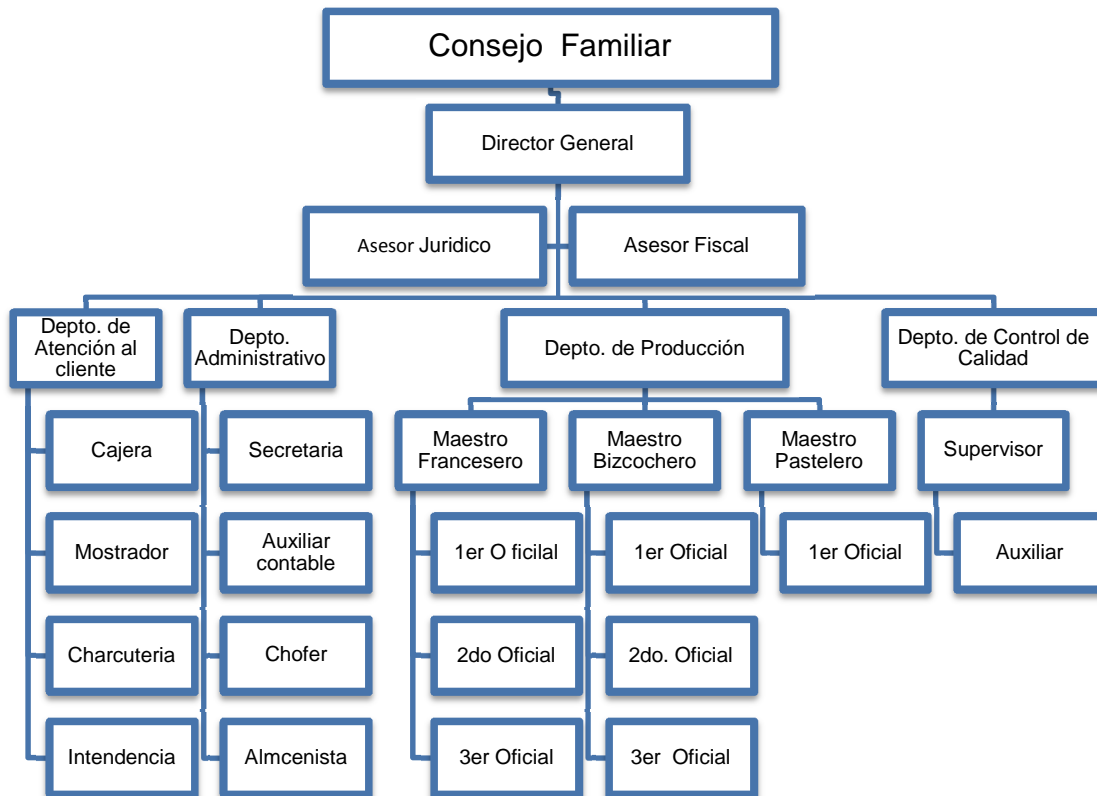 Consejo Familiar
Director General
Asesor Juridico
Asesor Fiscal
Depto. de
Atención al
cliente
Depto.
Administrativo
Depto. de Producción
Depto. de Control de
Calidad
Cajera
Secretaria
Maestro
Francesero
Maestro
Bizcochero
Maestro
Pastelero
Supervisor
Mostrador
Auxiliar
contable
1er O ficilal
1er Oficial
1er Oficial
Auxiliar
Charcuteria
Chofer
2do Oficial
2do. Oficial
Intendencia
Almcenista
3er Oficial
3er Oficial